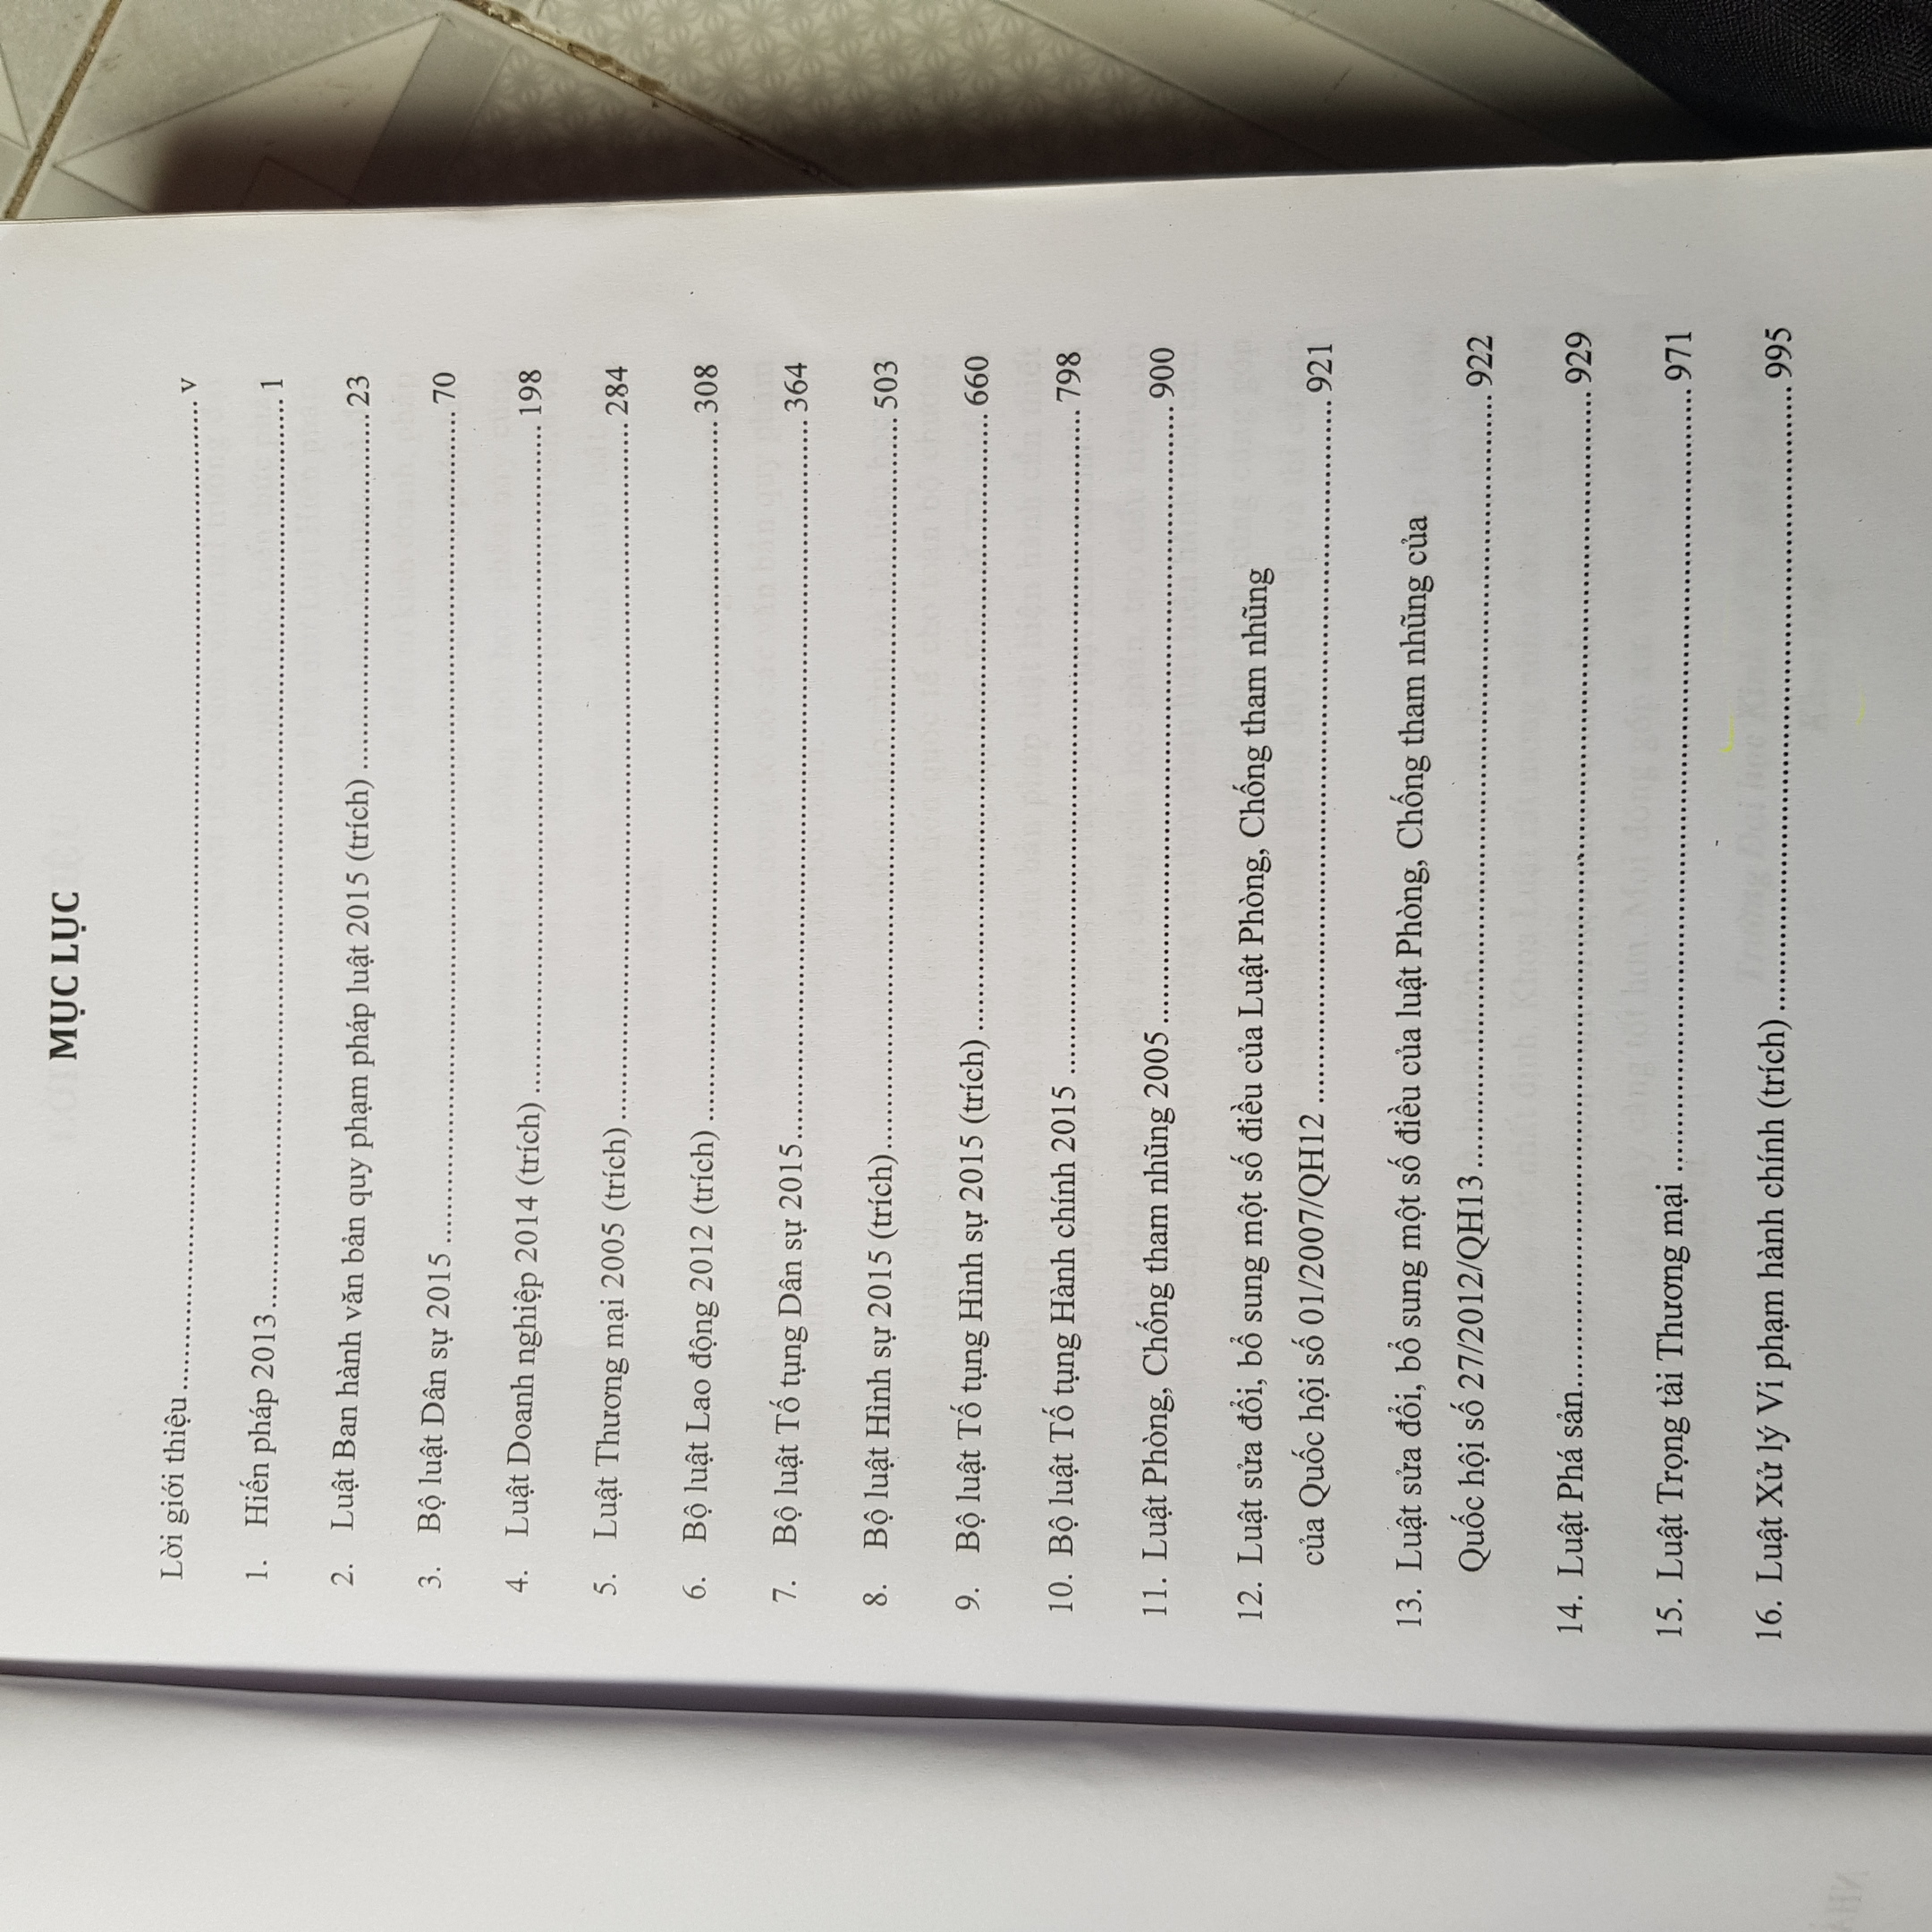 MỤC LỤC
Lời giới thiệu ........ v
1. Hiến pháp 2013 ........ 1
2. Luật Ban hành văn bản quy phạm pháp luật 2015 (trích) ........ 23
3. Bộ luật Dân sự 2015 ........ 70
4. Luật Doanh nghiệp 2014 (trích) ........ 198
5. Luật Thương mại 2005 (trích) ........ 284
6. Bộ luật Lao động 2012 (trích) ........ 308
7. Bộ luật Tố tụng Dân sự 2015 ........ 364
8. Bộ luật Hình sự 2015 (trích) ........ 503
9. Bộ luật Tố tụng Hình sự 2015 (trích) ........ 660
10. Bộ luật Tố tụng Hành chính 2015 ........ 798
11. Luật Phòng, Chống tham nhũng 2005 ........ 900
12. Luật sửa đổi, bổ sung một số điều của Luật Phòng, Chống tham nhũng
của Quốc hội số 01/2007/QH12 ........ 921
13. Luật sửa đổi, bổ sung một số điều của luật Phòng, Chống tham nhũng của
Quốc hội số 27/2012/QH13 ........ 922
14. Luật Phá sản ........ 929
15. Luật Trọng tài Thương mại ........ 971
16. Luật Xử lý Vi phạm hành chính (trích) ........ 995